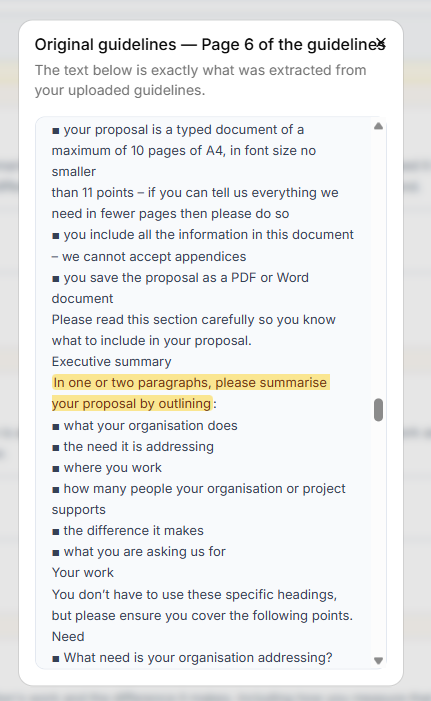 Original guidelines — Page 6 of the guidelines
The text below is exactly what was extracted from
your uploaded guidelines.
■ your proposal is a typed document of a
maximum of 10 pages of A4, in font size no
smaller
than 11 points – if you can tell us everything we
need in fewer pages then please do so
■ you include all the information in this document
– we cannot accept appendices
■ you save the proposal as a PDF or Word
document
Please read this section carefully so you know
what to include in your proposal.
Executive summary
In one or two paragraphs, please summarise
your proposal by outlining:
■ what your organisation does
■ the need it is addressing
■ where you work
■ how many people your organisation or project
supports
■ the difference it makes
■ what you are asking us for
Your work
You don’t have to use these specific headings,
but please ensure you cover the following points.
Need
■ What need is your organisation addressing?